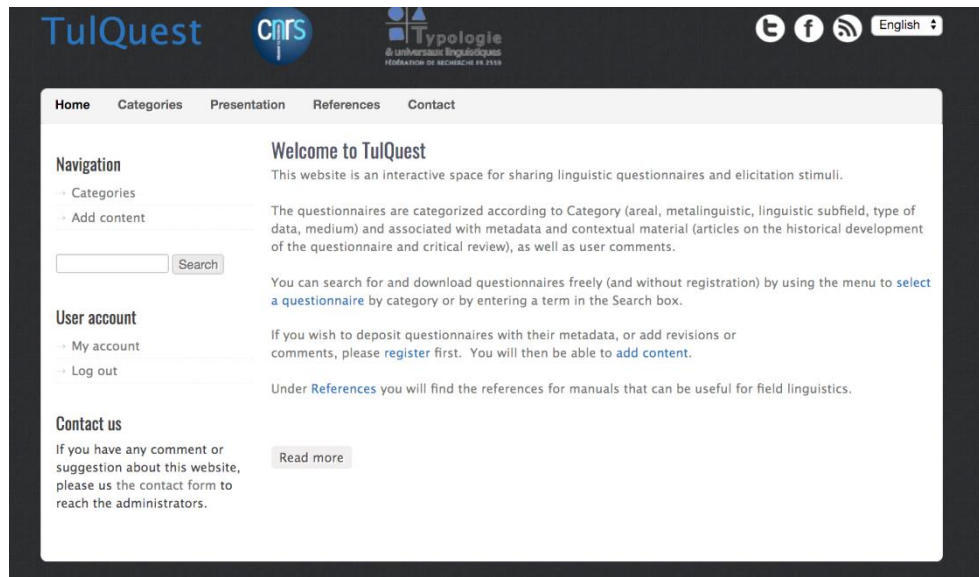 TulQuest
cnrs
Typologie
& universaux linguistiques
FÉDÉRATION DE RECHERCHE FR 2559
English
Home Categories Presentation References Contact
Navigation
Categories
Add content
Search
User account
My account
Log out
Contact us
If you have any comment or
suggestion about this website,
please us the contact form to
reach the administrators.
Welcome to TulQuest
This website is an interactive space for sharing linguistic questionnaires and elicitation stimuli.
The questionnaires are categorized according to Category (areal, metalinguistic, linguistic subfield, type of
data, medium) and associated with metadata and contextual material (articles on the historical development
of the questionnaire and critical review), as well as user comments.
You can search for and download questionnaires freely (and without registration) by using the menu to select
a questionnaire by category or by entering a term in the Search box.
If you wish to deposit questionnaires with their metadata, or add revisions or
comments, please register first. You will then be able to add content.
Under References you will find the references for manuals that can be useful for field linguistics.
Read more